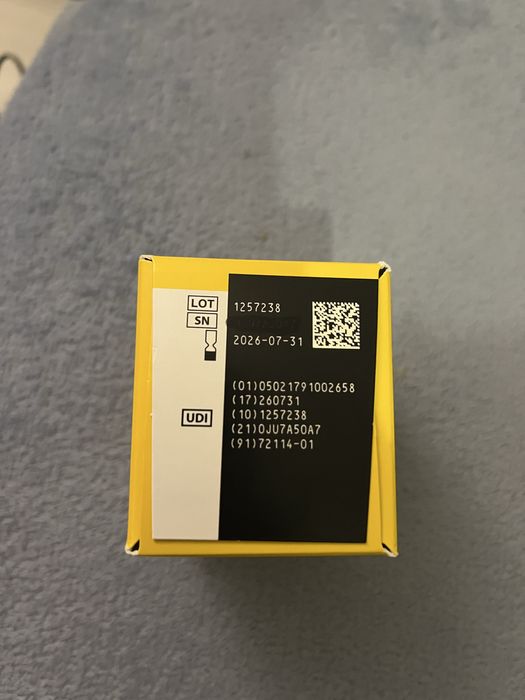 LOT 1257238
SN
2026-07-31
(01)05021791002658
(17)260731
UDI (10)1257238
(21)0JU7A50A7
(91)72114-01